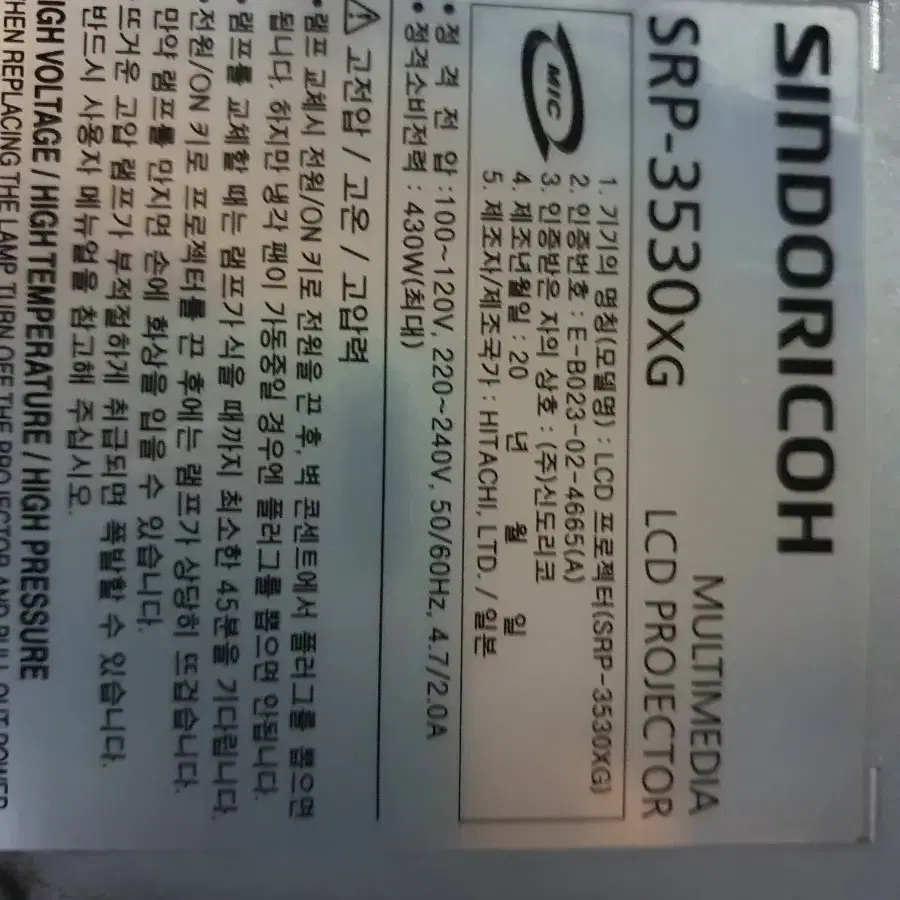 SINDORICOH
MULTIMEDIA
SRP-3530XG LCD PROJECTOR
MIC
1. 기기의 명칭(모델명) : LCD 프로젝터(SRP-3530XG)
2. 인증번호 : E-B023-02-4665(A)
3. 인증받은 자의 상호 : (주)신도리코
4. 제조년월일 : 20 년 월 일
5. 제조자/제조국가 : HITACHI, LTD. / 일본
• 정 격 전 압 : 100~120V, 220~240V, 50/60Hz, 4.7/2.0A
• 정격소비전력 : 430W(최대)
⚠ 고전압 / 고온 / 고압력
• 램프 교체시 전원/ON 키로 전원을 끈 후, 벽 콘센트에서 플러그를 뽑으면
됩니다. 하지만 냉각 팬이 가동중일 경우엔 플러그를 뽑으면 안됩니다.
• 램프를 교체할 때는 램프가 식을 때까지 최소한 45분을 기다립니다.
• 전원/ON 키로 프로젝터를 끈 후에는 램프가 상당히 뜨겁습니다.
만약 램프를 만지면 손에 화상을 입을 수 있습니다.
뜨거운 고압 램프가 부적절하게 취급되면 폭발할 수 있습니다.
반드시 사용자 메뉴얼을 참고해 주십시오.
HIGH VOLTAGE / HIGH TEMPERATURE / HIGH PRESSURE
WHEN REPLACING THE LAMP, TURN OFF THE PROJECTOR AND PULL OUT POWER